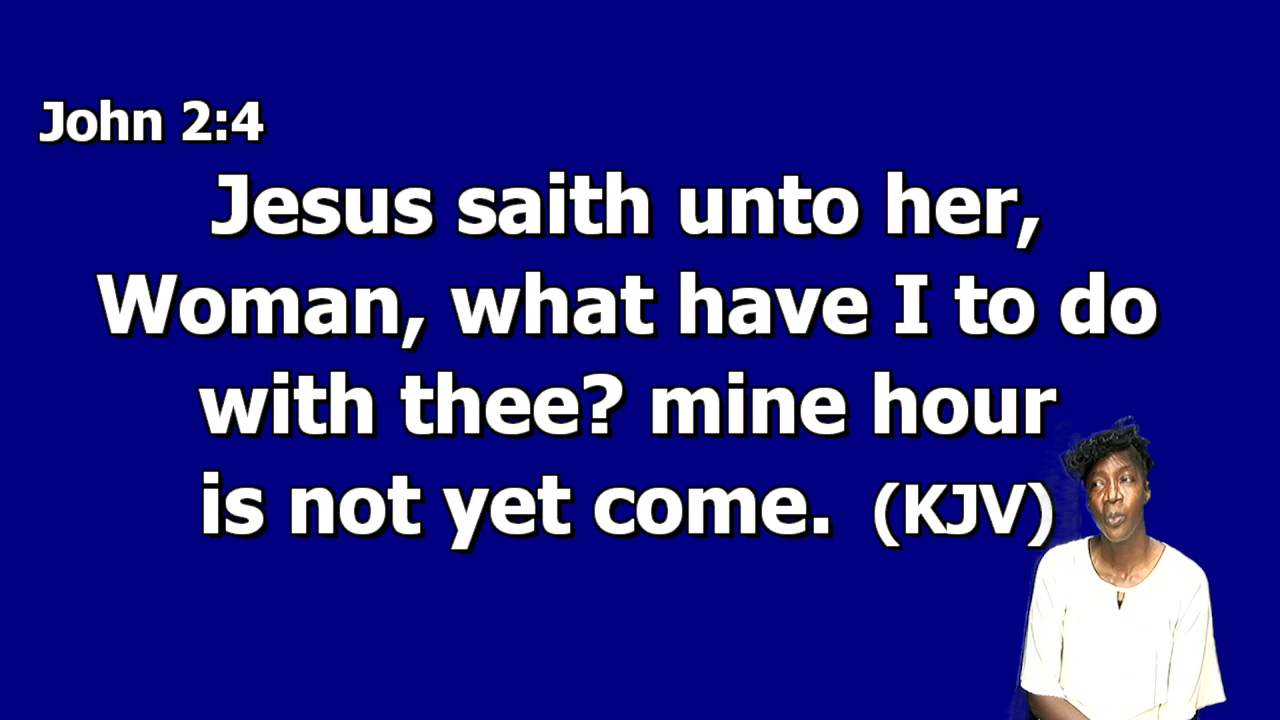 John 2:4
Jesus saith unto her,
Woman, what have I to do
with thee? mine hour
is not yet come. (KJV)